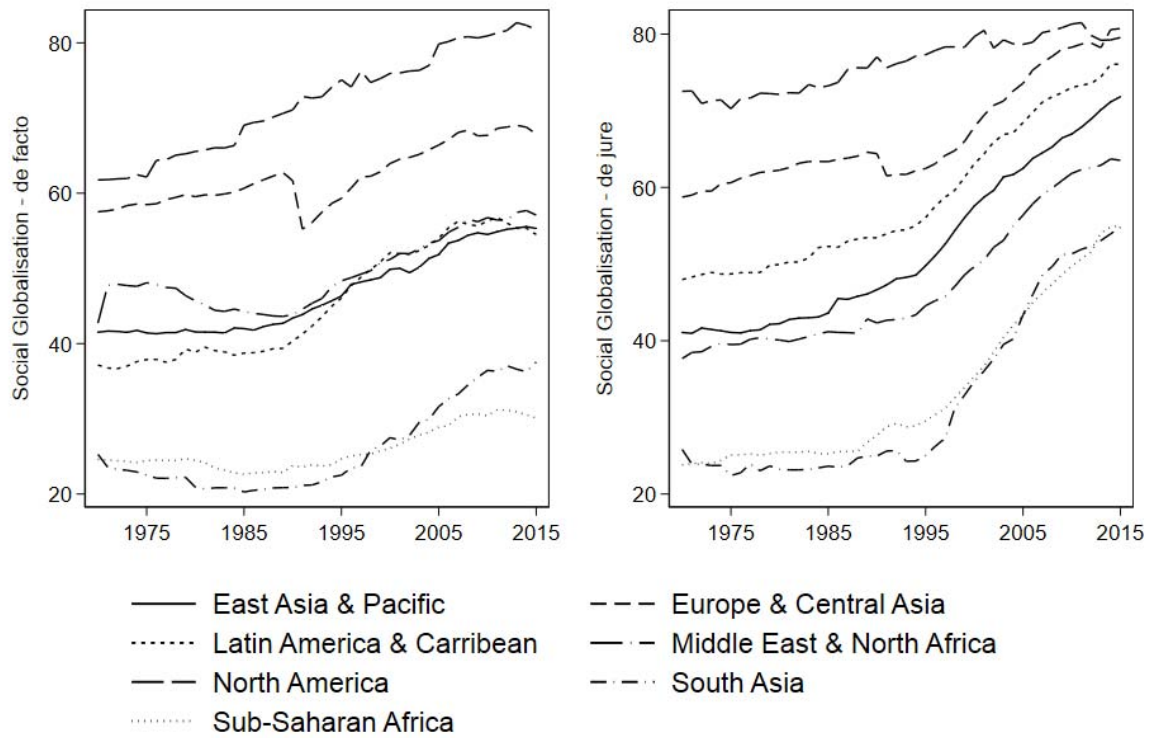 Social Globalisation - de facto
80
60
40
20
1975 1985 1995 2005 2015
Social Globalisation - de jure
80
60
40
20
1975 1985 1995 2005 2015
East Asia & Pacific
Europe & Central Asia
Latin America & Carribean
Middle East & North Africa
North America
South Asia
Sub-Saharan Africa